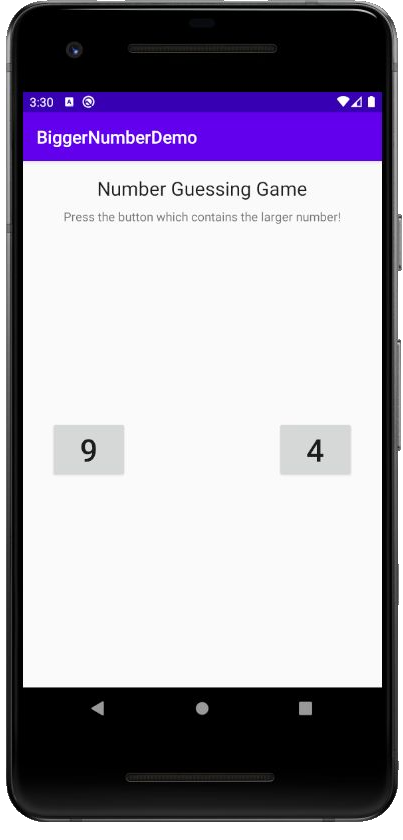 3:30
BiggerNumberDemo
Number Guessing Game
Press the button which contains the larger number!
9 4